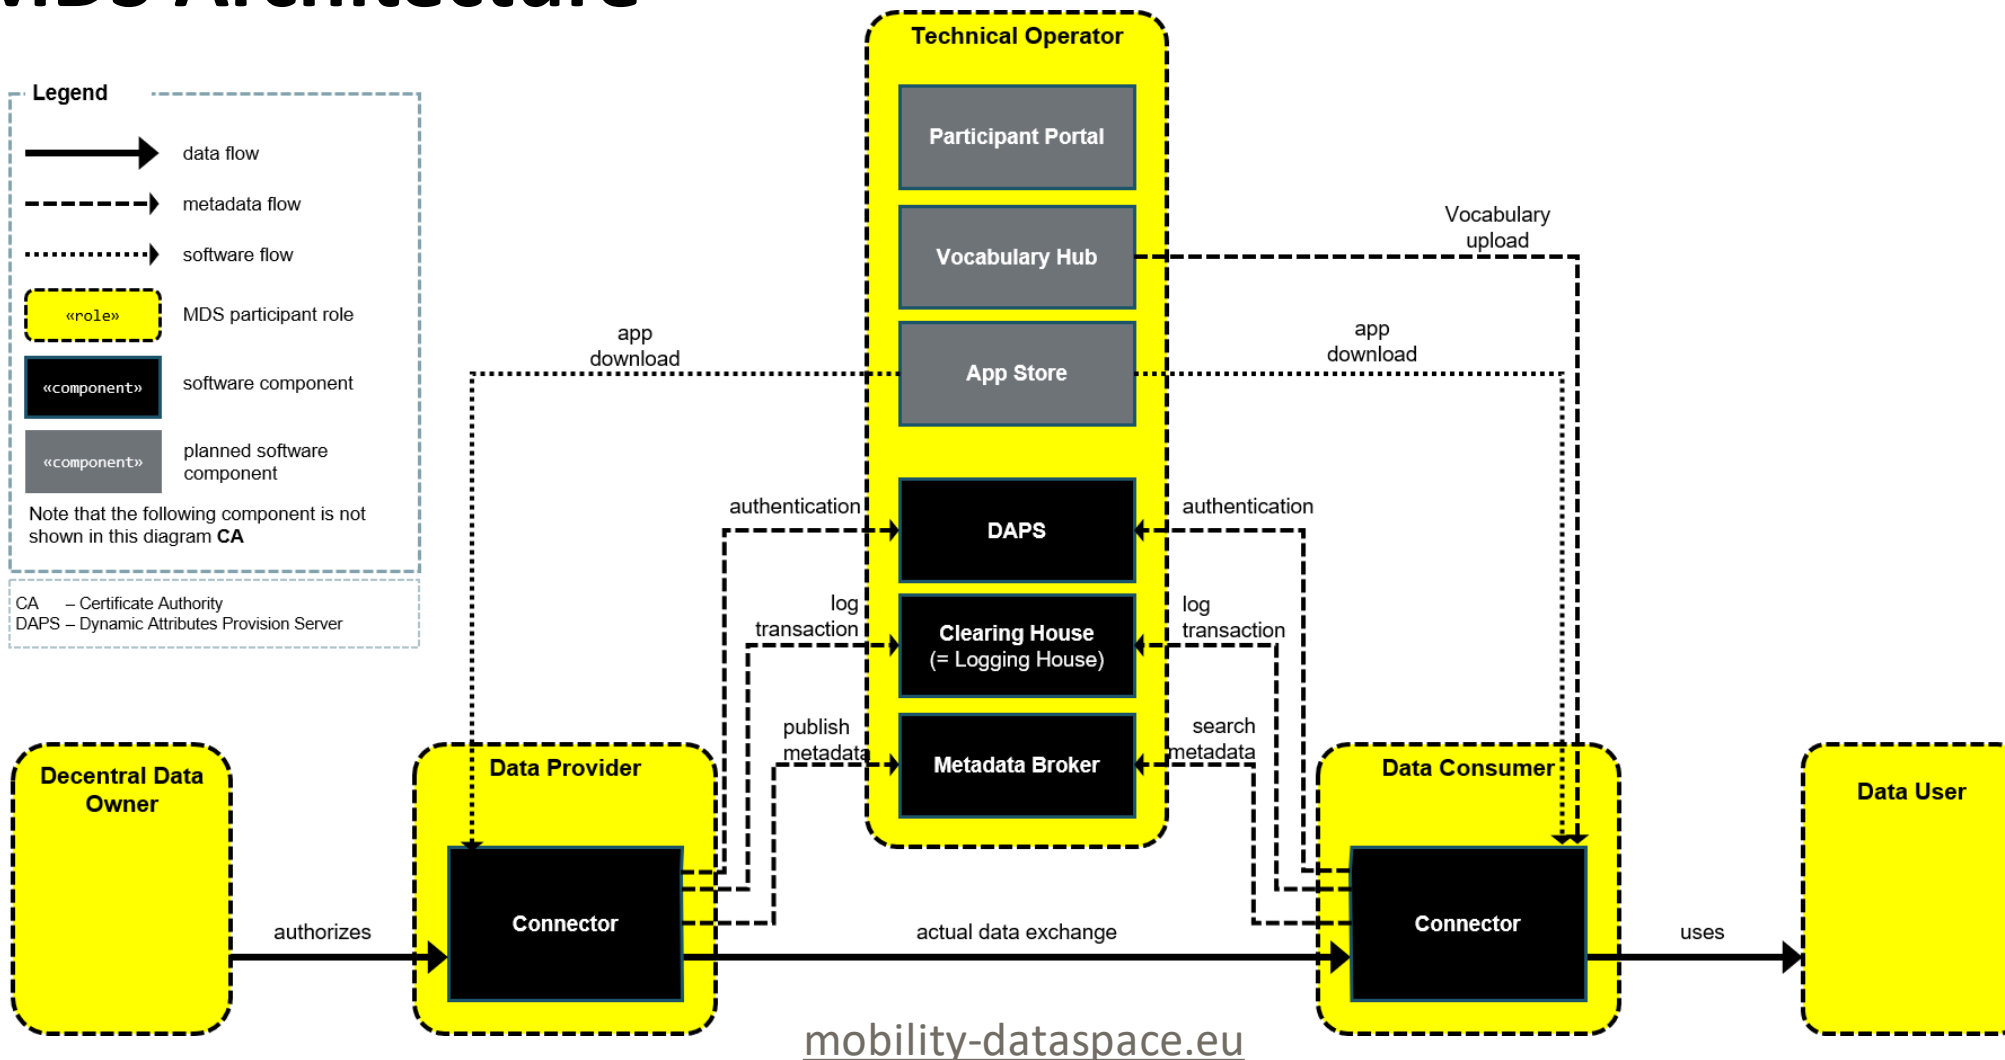 MDS Architecture
Legend
data flow
metadata flow
software flow
«role»
MDS participant role
«component»
software component
«component»
planned software
component
Note that the following component is not
shown in this diagram CA
CA – Certificate Authority
DAPS – Dynamic Attributes Provision Server
Technical Operator
Participant Portal
Vocabulary Hub
App Store
DAPS
Clearing House
(= Logging House)
Metadata Broker
Vocabulary
upload
app
download
app
download
authentication
authentication
log
transaction
log
transaction
publish
metadata
search
metadata
Decentral Data
Owner
authorizes
Data Provider
Connector
actual data exchange
Data Consumer
Connector
uses
Data User
mobility-dataspace.eu